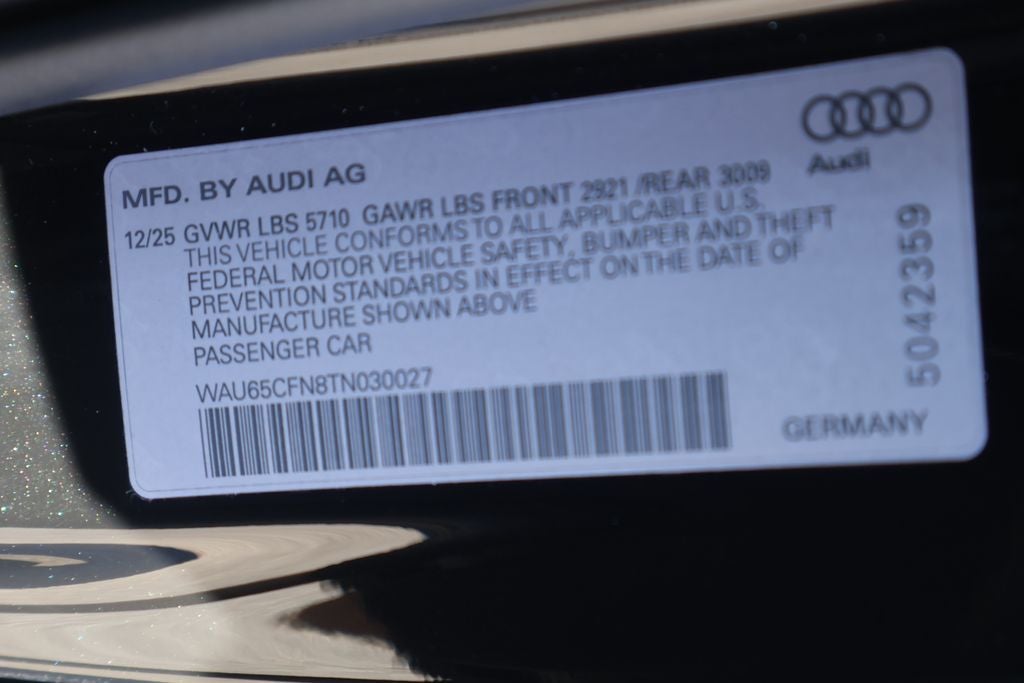 MFD. BY AUDI AG
Audi
12/25 GVWR LBS 5710 GAWR LBS FRONT 2921 /REAR 3009
THIS VEHICLE CONFORMS TO ALL APPLICABLE U.S.
FEDERAL MOTOR VEHICLE SAFETY, BUMPER AND THEFT
PREVENTION STANDARDS IN EFFECT ON THE DATE OF
MANUFACTURE SHOWN ABOVE
PASSENGER CAR
WAU65CFN8TN030027
GERMANY
5042359